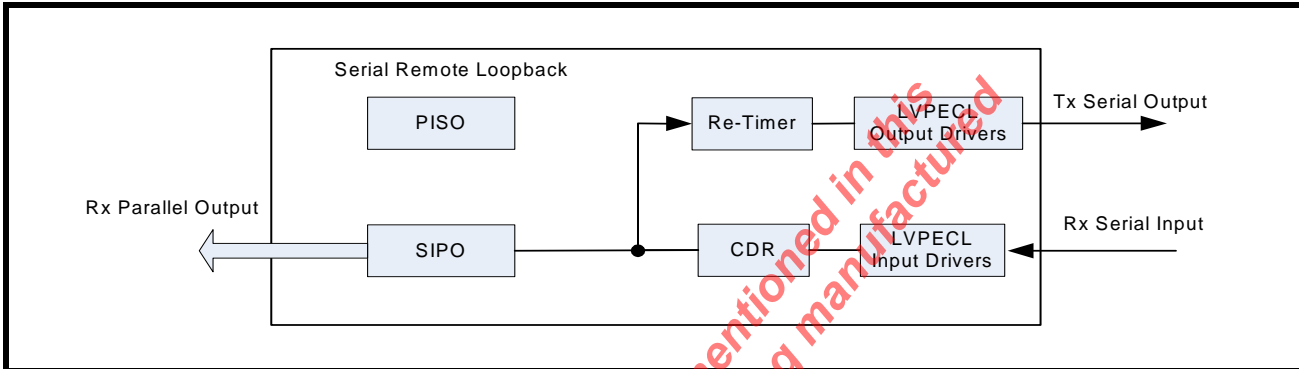 Serial Remote Loopback
PISO
Re-Timer
LVPECL
Output Drivers
Tx Serial Output
Rx Parallel Output
SIPO
CDR
LVPECL
Input Drivers
Rx Serial Input
mentioned in this
manufactured